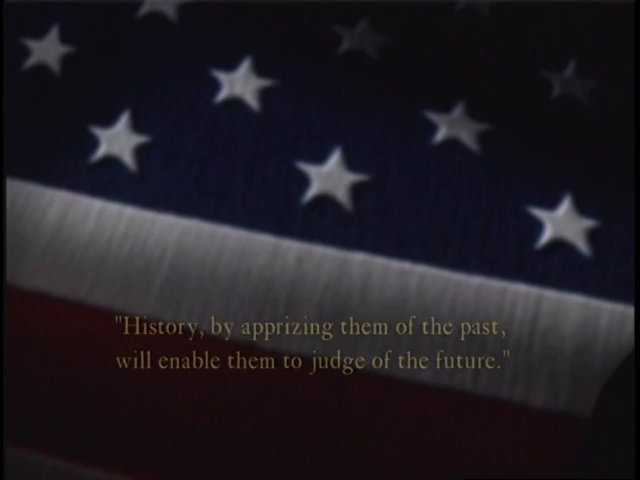 "History, by apprizing them of the past,
will enable them to judge of the future."